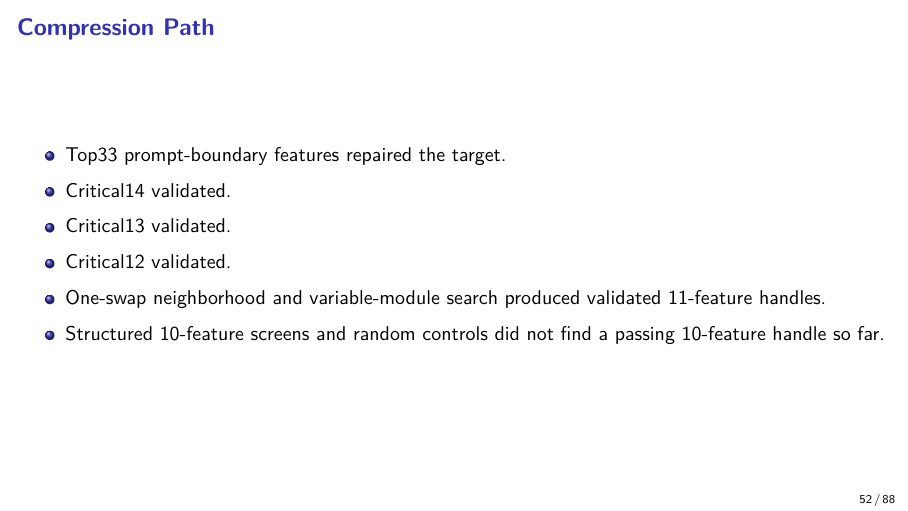 Compression Path
Top33 prompt-boundary features repaired the target.
Critical14 validated.
Critical13 validated.
Critical12 validated.
One-swap neighborhood and variable-module search produced validated 11-feature handles.
Structured 10-feature screens and random controls did not find a passing 10-feature handle so far.
52 / 88